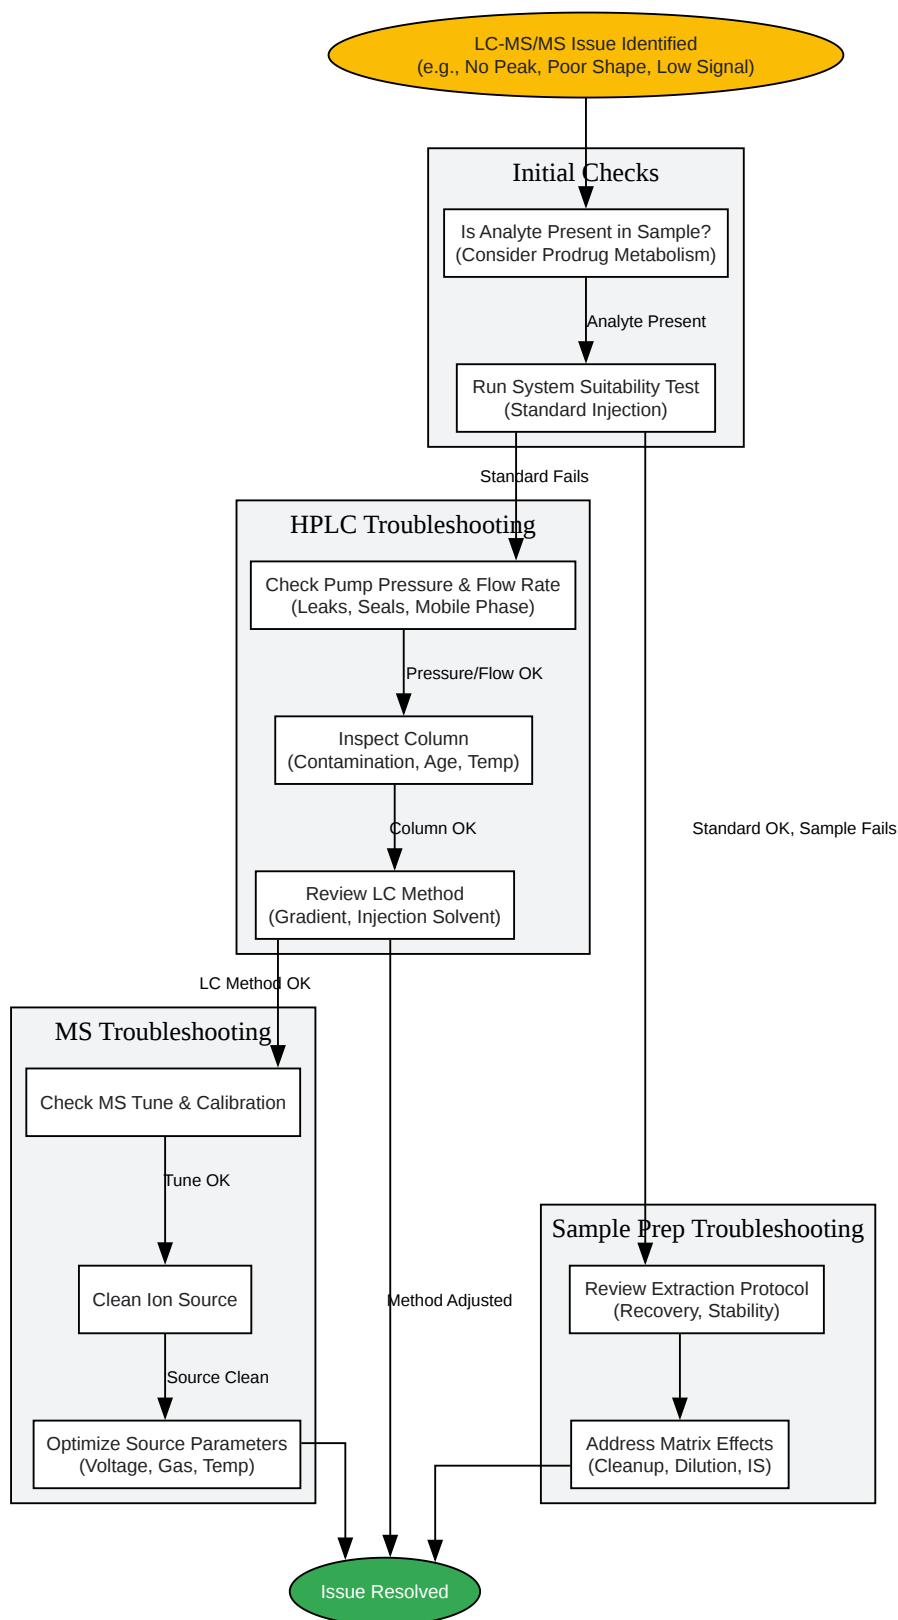 LC-MS/MS Issue Identified
(e.g., No Peak, Poor Shape, Low Signal)
Initial Checks
Is Analyte Present in Sample?
(Consider Prodrug Metabolism)
Analyte Present
Run System Suitability Test
(Standard Injection)
Standard Fails
HPLC Troubleshooting
Check Pump Pressure & Flow Rate
(Leaks, Seals, Mobile Phase)
Pressure/Flow OK
Inspect Column
(Contamination, Age, Temp)
Column OK
Standard OK, Sample Fails
Review LC Method
(Gradient, Injection Solvent)
LC Method OK
MS Troubleshooting
Check MS Tune & Calibration
Tune OK
Sample Prep Troubleshooting
Clean Ion Source
Method Adjusted
Review Extraction Protocol
(Recovery, Stability)
Source Clean
Optimize Source Parameters
(Voltage, Gas, Temp)
Address Matrix Effects
(Cleanup, Dilution, IS)
Issue Resolved